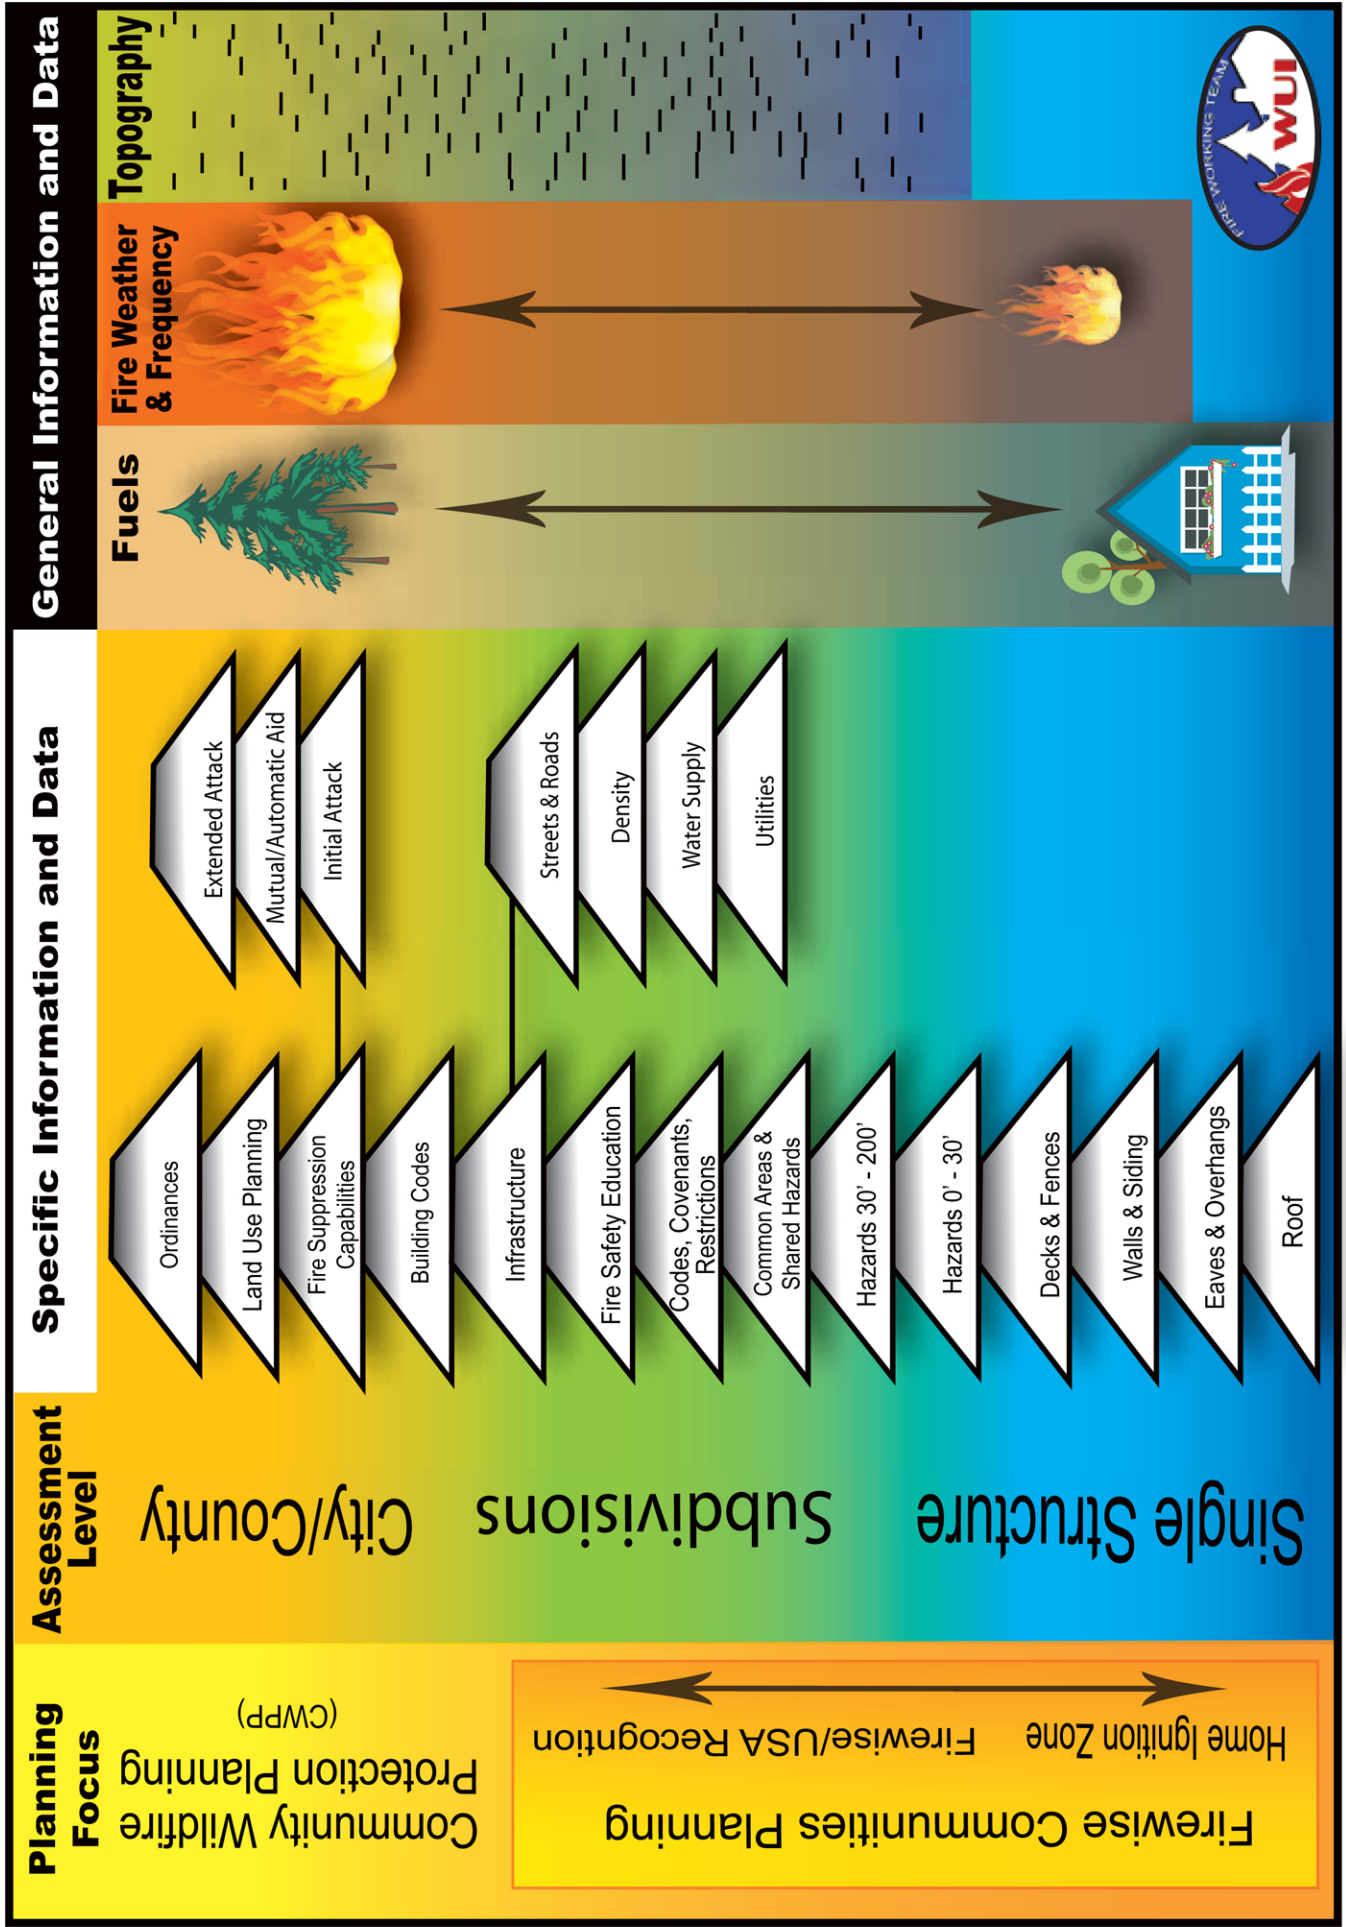 Planning
Focus
Assessment
Level
Specific Information and Data
General Information and Data
Community Wildfire
Protection Planning
(CWPP)
Firewise Communities Planning
Firewise/USA Recogntion
Home Ignition Zone
City/County
Subdivisions
Single Structure
Ordinances
Land Use Planning
Fire Suppression
Capabilities
Building Codes
Infrastructure
Fire Safety Education
Codes, Covenants,
Restrictions
Common Areas &
Shared Hazards
Hazards 30' - 200'
Hazards 0' - 30'
Decks & Fences
Walls & Siding
Eaves & Overhangs
Roof
Extended Attack
Mutual/Automatic Aid
Initial Attack
Streets & Roads
Density
Water Supply
Utilities
Fuels
Fire Weather
& Frequency
Topography
FIRE WORKING TEAM
WUI